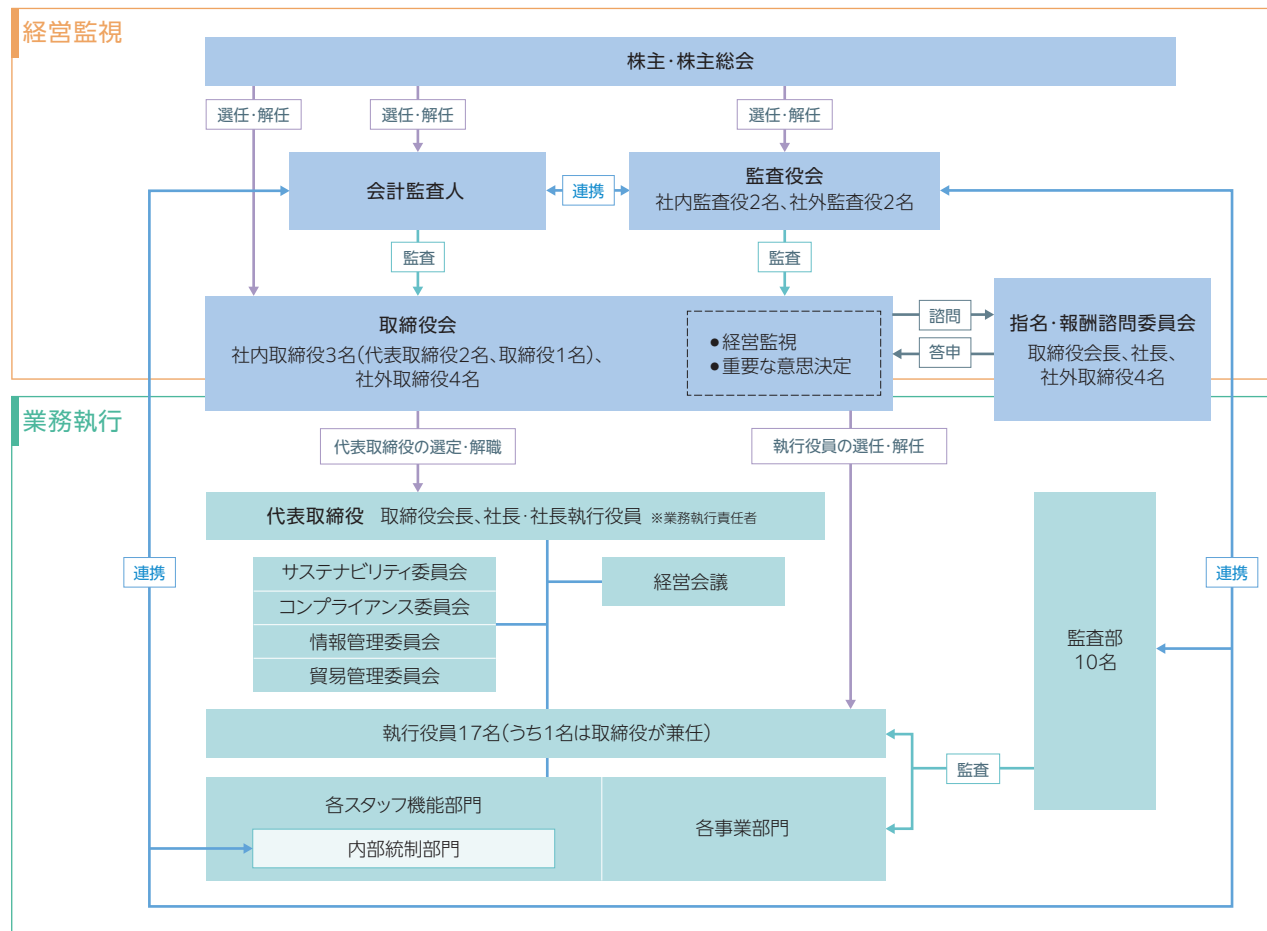 経営監視
株主・株主総会
選任・解任
選任・解任
選任・解任
会計監査人
連携
監査役会
社内監査役2名、社外監査役2名
監査
監査
取締役会
社内取締役3名(代表取締役2名、取締役1名)、
社外取締役4名
●経営監視
●重要な意思決定
諮問
答申
指名・報酬諮問委員会
取締役会長、社長、
社外取締役4名
業務執行
代表取締役の選定・解職
執行役員の選任・解任
代表取締役 取締役会長、社長・社長執行役員 ※業務執行責任者
連携
サステナビリティ委員会
コンプライアンス委員会
情報管理委員会
貿易管理委員会
経営会議
連携
監査部
10名
執行役員17名(うち1名は取締役が兼任)
監査
各スタッフ機能部門
内部統制部門
各事業部門